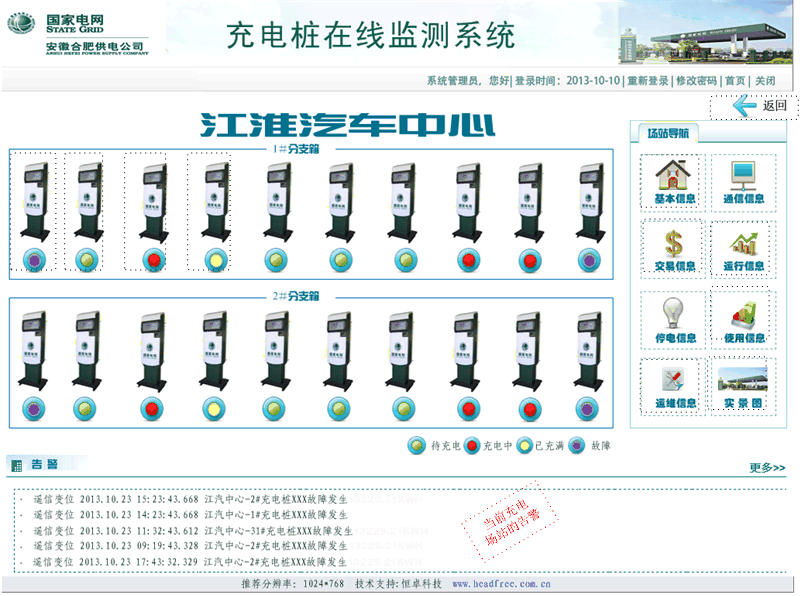 国家电网
STATE GRID
安徽合肥供电公司
ANHUI HEFEI POWER SUPPLY COMPANY
充电桩在线监测系统
系统管理员，您好| 登录时间：2013-10-10 | 重新登录 | 修改密码 | 首页 | 关闭
返回
江淮汽车中心
场站导航
1#分支箱
基本信息 通信信息
交易信息 运行信息
2#分支箱
停电信息 使用信息
运维信息 实景图
待充电 充电中 已充满 故障
告警
更多>>
遥信变位 2013.10.23 15:23:43.668 江汽中心-2#充电桩XXX故障发生
遥信变位 2013.10.23 14:23:43.668 江汽中心-1#充电桩XXX故障发生
遥信变位 2013.10.23 11:32:43.612 江汽中心-31#充电桩XXX故障发生
遥信变位 2013.10.23 09:19:43.328 江汽中心-2#充电桩XXX故障发生
遥信变位 2013.10.23 17:43:32.329 江汽中心-2#充电桩XXX故障发生
当前充电
场站的告警
推荐分辨率：1024*768 技术支持:恒卓科技 www.headfree.com.cn